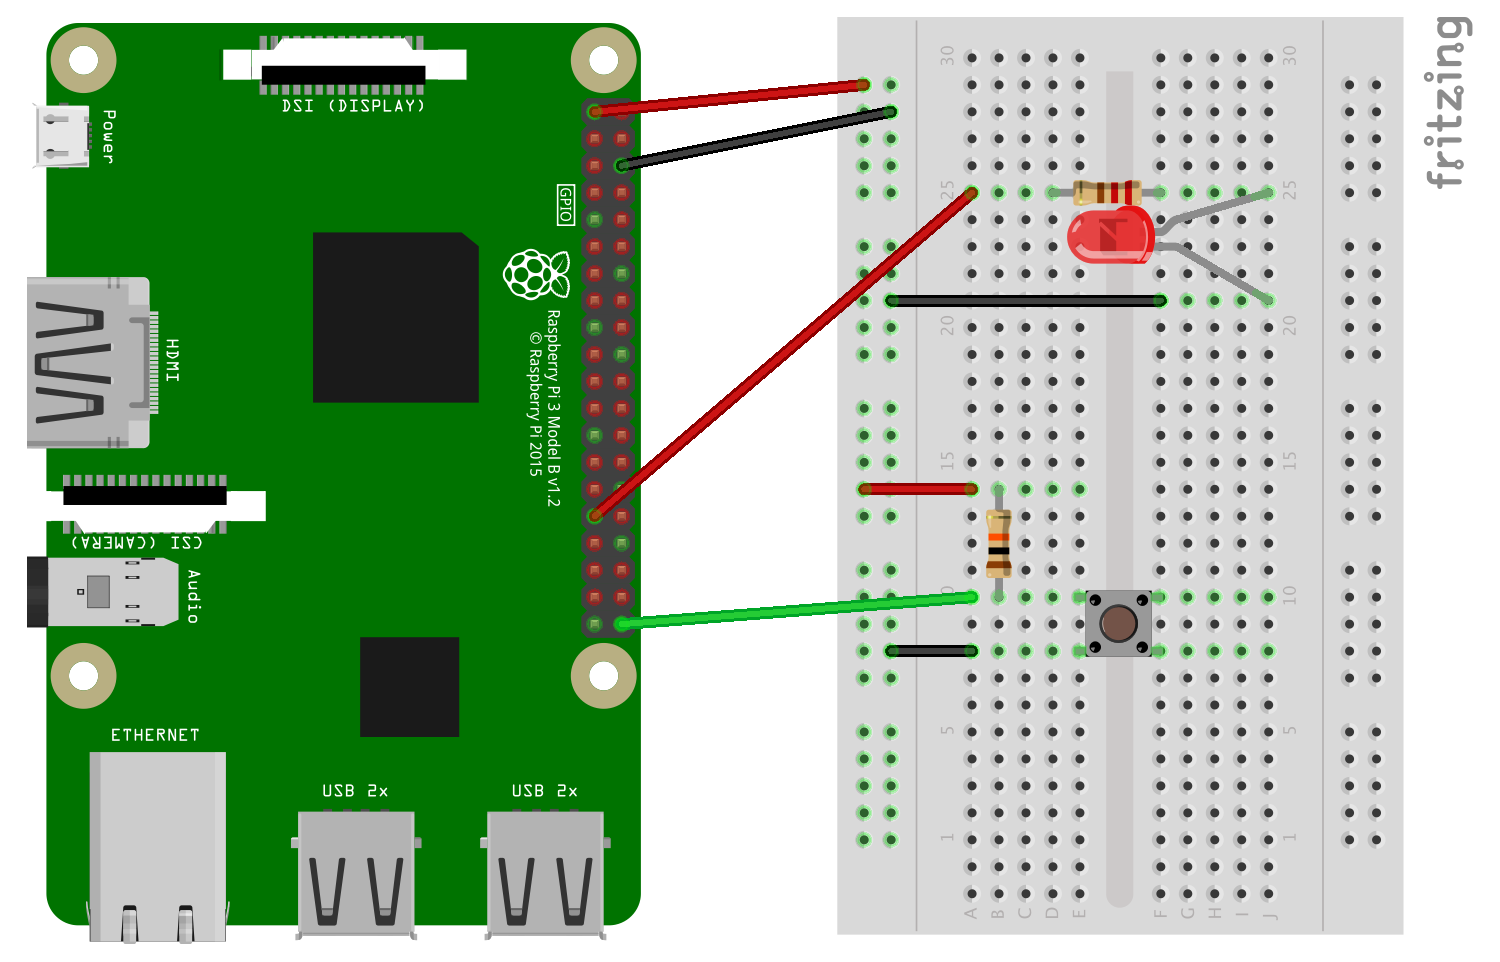 DSI (DISPLAY)
Power
GPIO
Raspberry Pi 3 Model B v1.2
© Raspberry Pi 2015
HDMI
CSI (CAMERA)
Audio
ETHERNET
USB 2x
USB 2x
30
30
25
25
20
20
15
15
0
10
5
5
1
1
A B C D E F G H I J
fritzing